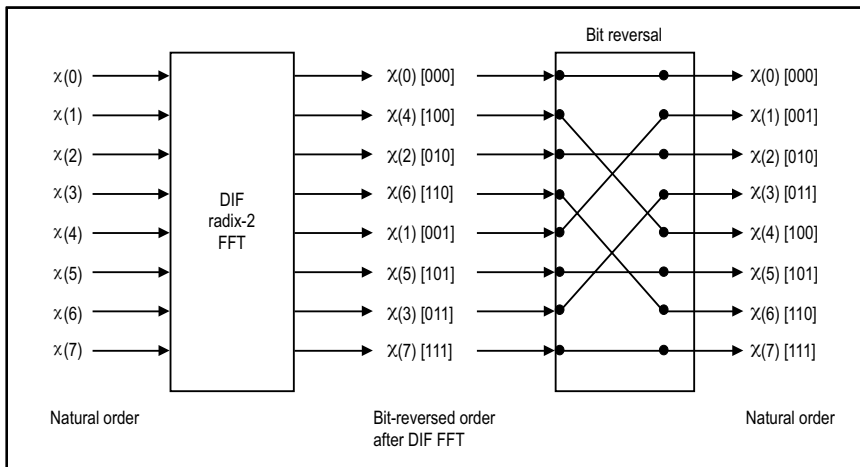 Bit reversal
x(0)
x(1)
x(2)
x(3)
x(4)
x(5)
x(6)
x(7)
Natural order
DIF
radix-2
FFT
χ(0) [000]
χ(4) [100]
χ(2) [010]
χ(6) [110]
χ(1) [001]
χ(5) [101]
χ(3) [011]
χ(7) [111]
Bit-reversed order
after DIF FFT
χ(0) [000]
χ(1) [001]
χ(2) [010]
χ(3) [011]
χ(4) [100]
χ(5) [101]
χ(6) [110]
χ(7) [111]
Natural order